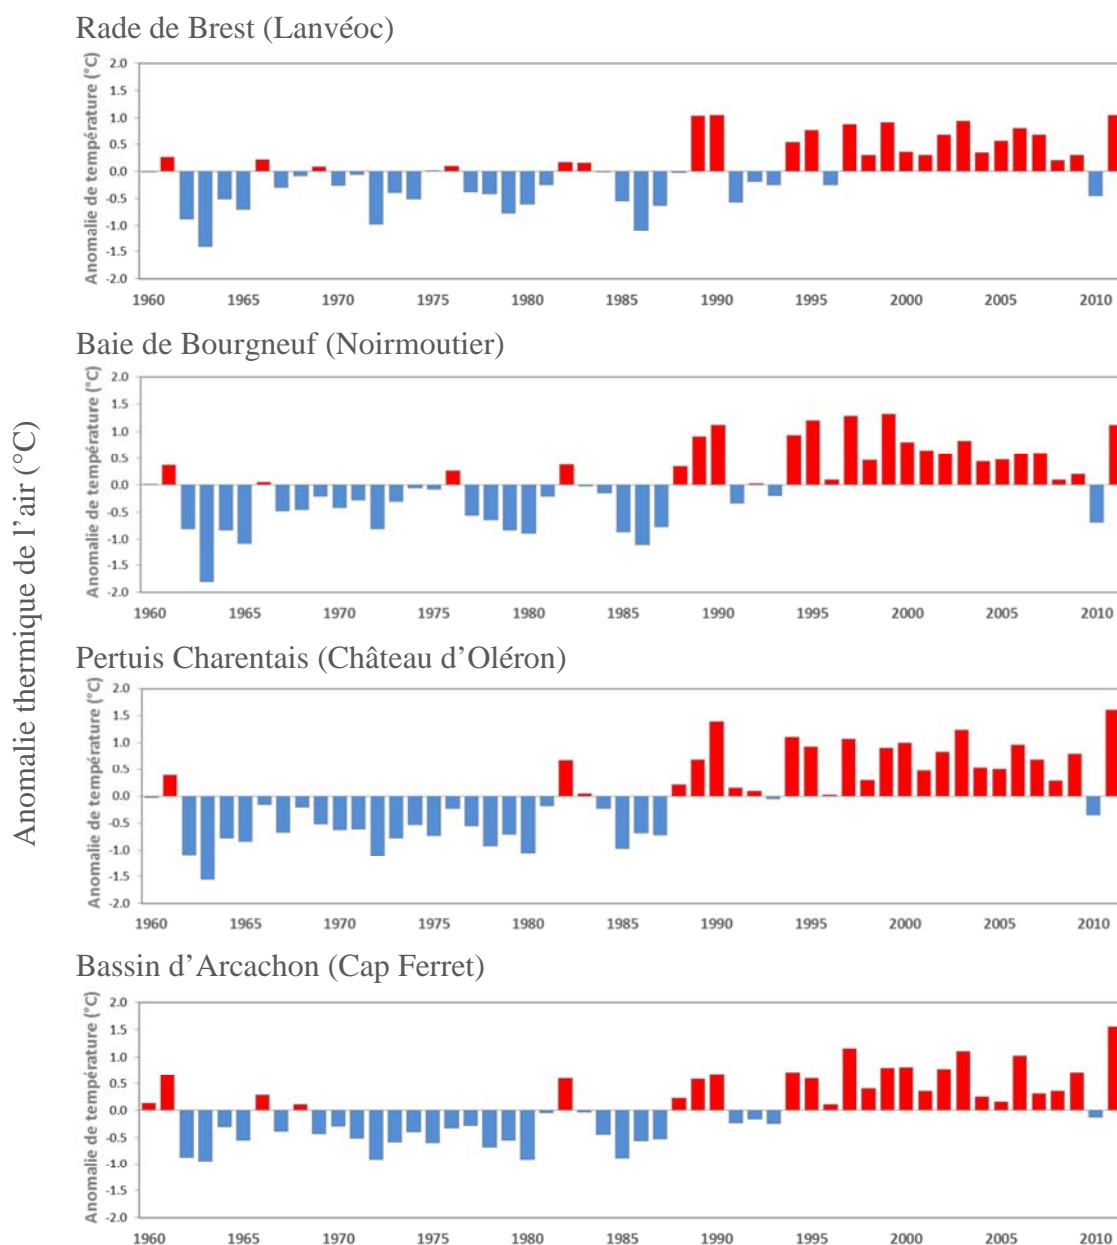 Rade de Brest (Lanvéoc)
Anomalie de température (°C)
2.0
1.5
1.0
0.5
0.0
-0.5
-1.0
-1.5
-2.0
1960 1965 1970 1975 1980 1985 1990 1995 2000 2005 2010
Baie de Bourgneuf (Noirmoutier)
Anomalie de température (°C)
2.0
1.5
1.0
0.5
0.0
-0.5
-1.0
-1.5
-2.0
1960 1965 1970 1975 1980 1985 1990 1995 2000 2005 2010
Anomalie thermique de l’air (°C)
Pertuis Charentais (Château d’Oléron)
Anomalie de température (°C)
2.0
1.5
1.0
0.5
0.0
-0.5
-1.0
-1.5
-2.0
1960 1965 1970 1975 1980 1985 1990 1995 2000 2005 2010
Bassin d’Arcachon (Cap Ferret)
Anomalie de température (°C)
2.0
1.5
1.0
0.5
0.0
-0.5
-1.0
-1.5
-2.0
1960 1965 1970 1975 1980 1985 1990 1995 2000 2005 2010